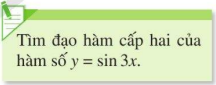 Tìm đạo hàm cấp hai của
hàm số y = sin 3x.